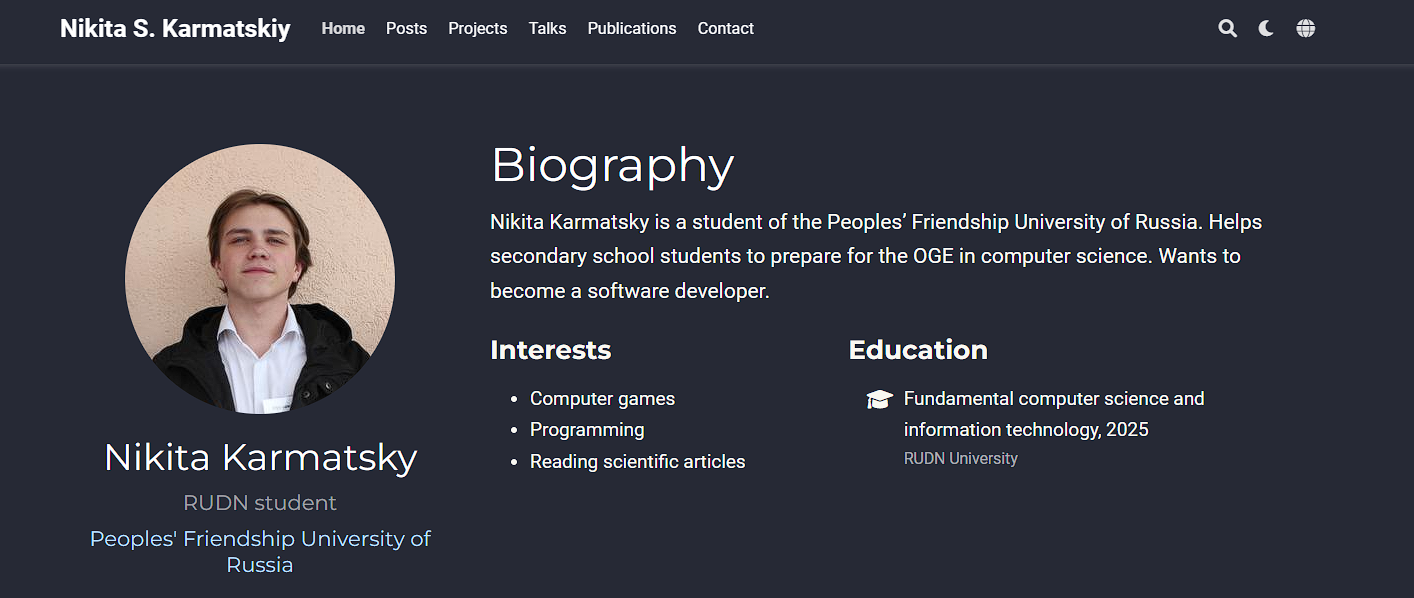 Nikita S. Karmatskiy Home Posts Projects Talks Publications Contact
Nikita Karmatsky
RUDN student
Peoples' Friendship University of
Russia
Biography
Nikita Karmatsky is a student of the Peoples’ Friendship University of Russia. Helps
secondary school students to prepare for the OGE in computer science. Wants to
become a software developer.
Interests
Computer games
Programming
Reading scientific articles
Education
Fundamental computer science and
information technology, 2025
RUDN University